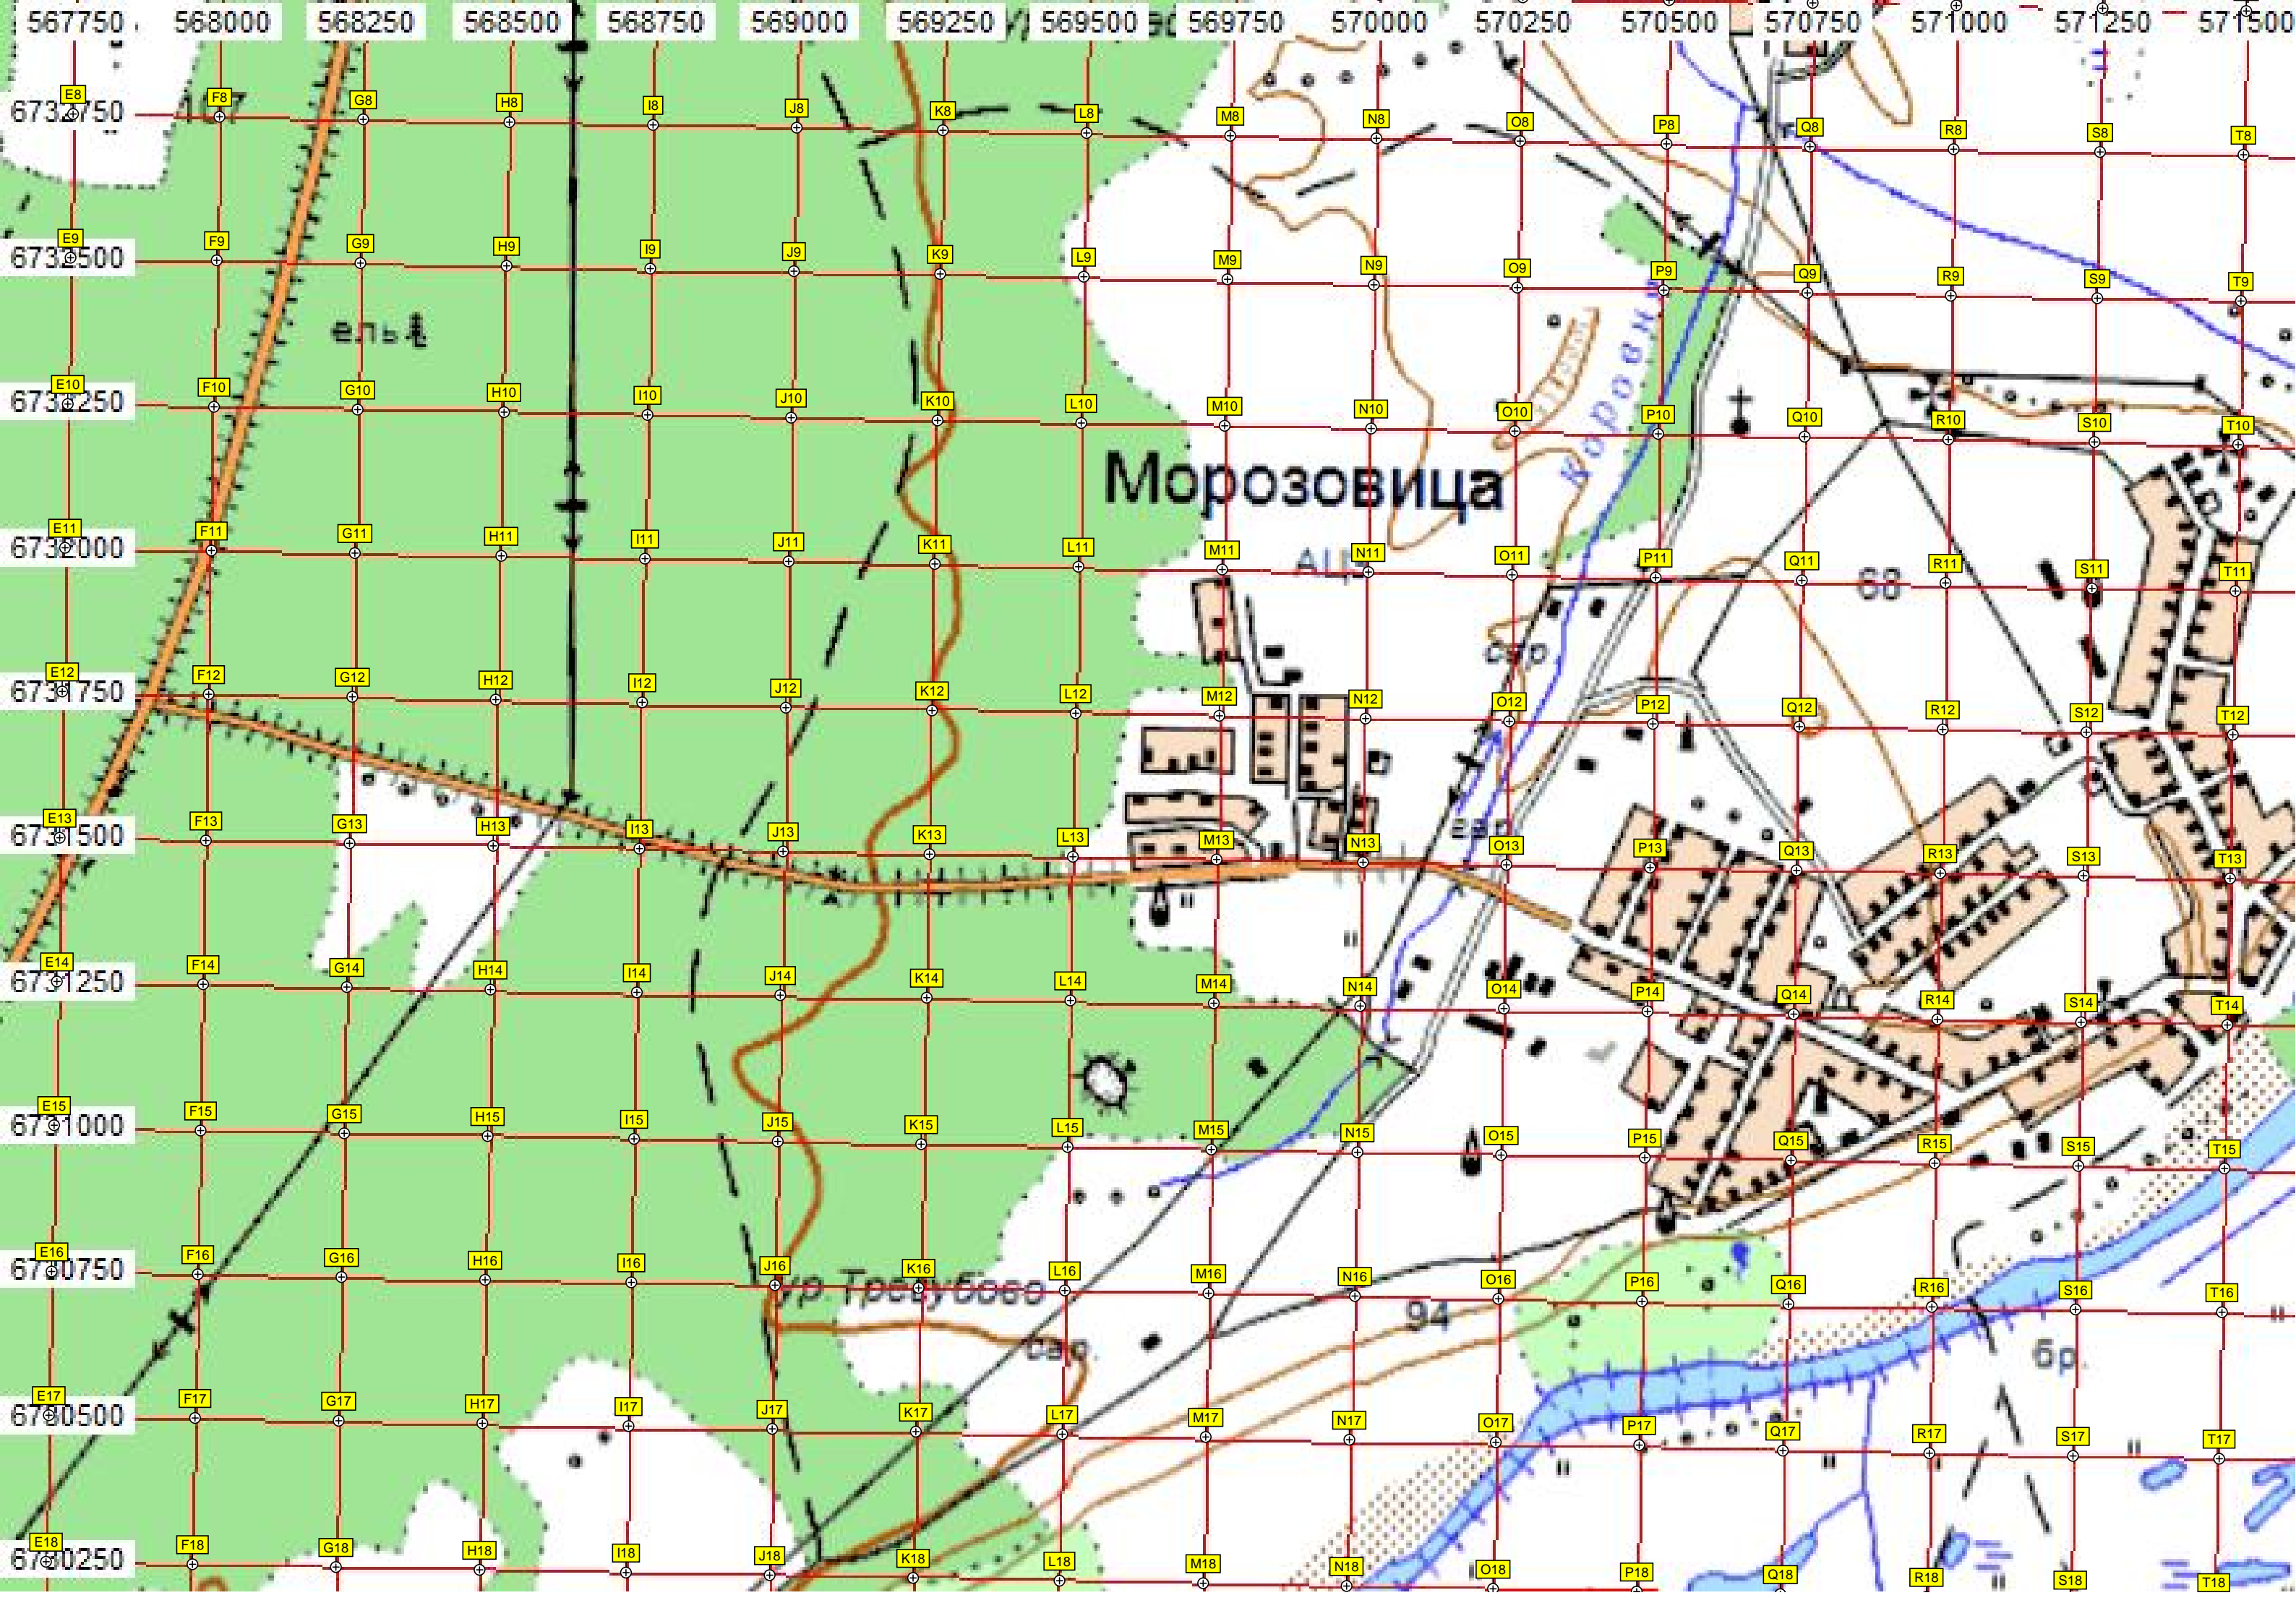 567750 568000 568250 568500 568750 569000 569250 569500 569750 570000 570250 570500 570750 571000 571250 571500
E8 F8 G8 H8 I8 J8 K8 L8 M8 N8 O8 P8 Q8 R8 S8 T8
6732750
E9 F9 G9 H9 I9 J9 K9 L9 M9 N9 O9 P9 Q9 R9 S9 T9
6732500
ель
E10 F10 G10 H10 I10 J10 K10 L10 M10 N10 O10 P10 Q10 R10 S10 T10
6732250
Морозовица
E11 F11 G11 H11 I11 J11 K11 L11 M11 N11 O11 P11 Q11 R11 S11 T11
6732000
68
сар.
E12 F12 G12 H12 I12 J12 K12 L12 M12 N12 O12 P12 Q12 R12 S12 T12
6731750
E13 F13 G13 H13 I13 J13 K13 L13 M13 N13 O13 P13 Q13 R13 S13 T13
6731500
E14 F14 G14 H14 I14 J14 K14 L14 M14 N14 O14 P14 Q14 R14 S14 T14
6731250
E15 F15 G15 H15 I15 J15 K15 L15 M15 N15 O15 P15 Q15 R15 S15 T15
6731000
E16 F16 G16 H16 I16 J16 K16 L16 M16 N16 O16 P16 Q16 R16 S16 T16
6730750
ур Трезубово
94
сар.
бр.
E17 F17 G17 H17 I17 J17 K17 L17 M17 N17 O17 P17 Q17 R17 S17 T17
6730500
E18 F18 G18 H18 I18 J18 K18 L18 M18 N18 O18 P18 Q18 R18 S18 T18
6730250